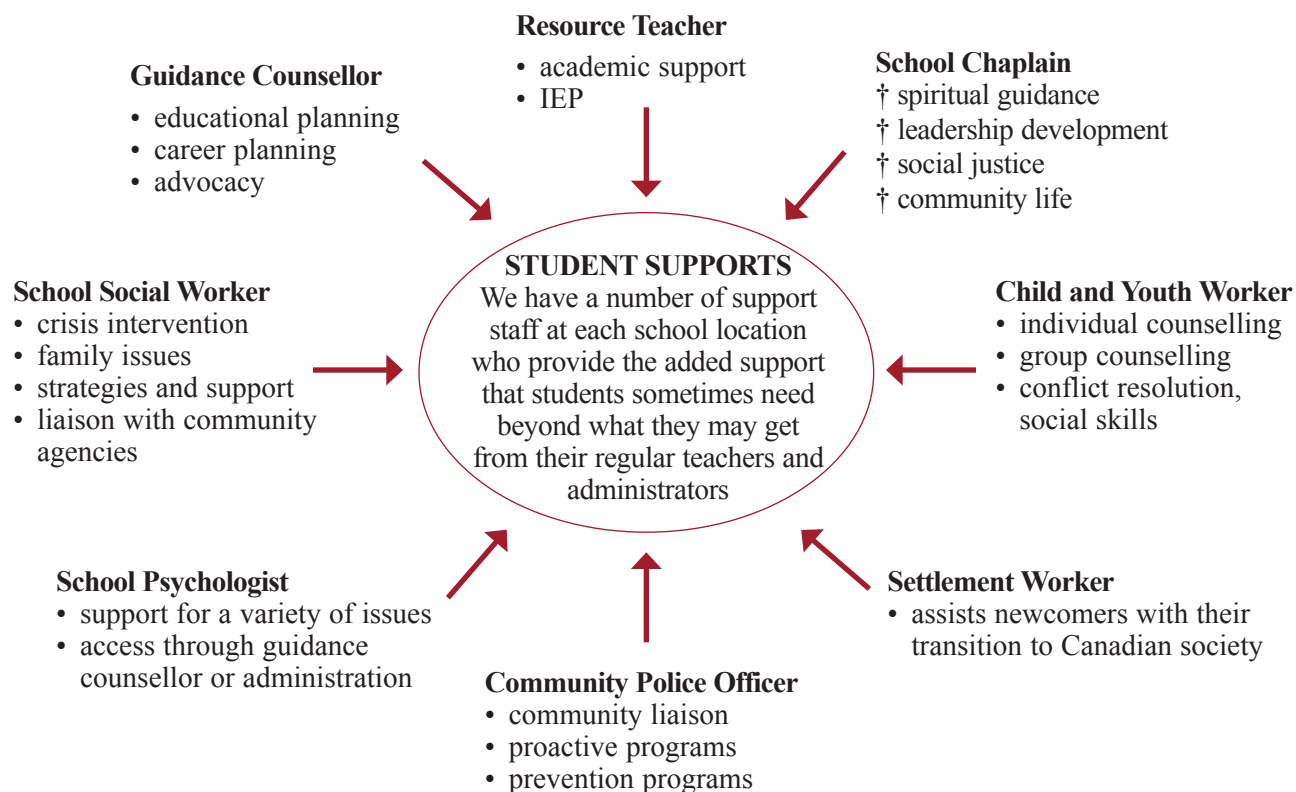 Resource Teacher
• academic support
• IEP
Guidance Counsellor
• educational planning
• career planning
• advocacy
School Chaplain
† spiritual guidance
† leadership development
† social justice
† community life
STUDENT SUPPORTS
We have a number of support
staff at each school location
who provide the added support
that students sometimes need
beyond what they may get
from their regular teachers and
administrators
School Social Worker
• crisis intervention
• family issues
• strategies and support
• liaison with community
agencies
Child and Youth Worker
• individual counselling
• group counselling
• conflict resolution,
social skills
School Psychologist
• support for a variety of issues
• access through guidance
counsellor or administration
Settlement Worker
• assists newcomers with their
transition to Canadian society
Community Police Officer
• community liaison
• proactive programs
• prevention programs